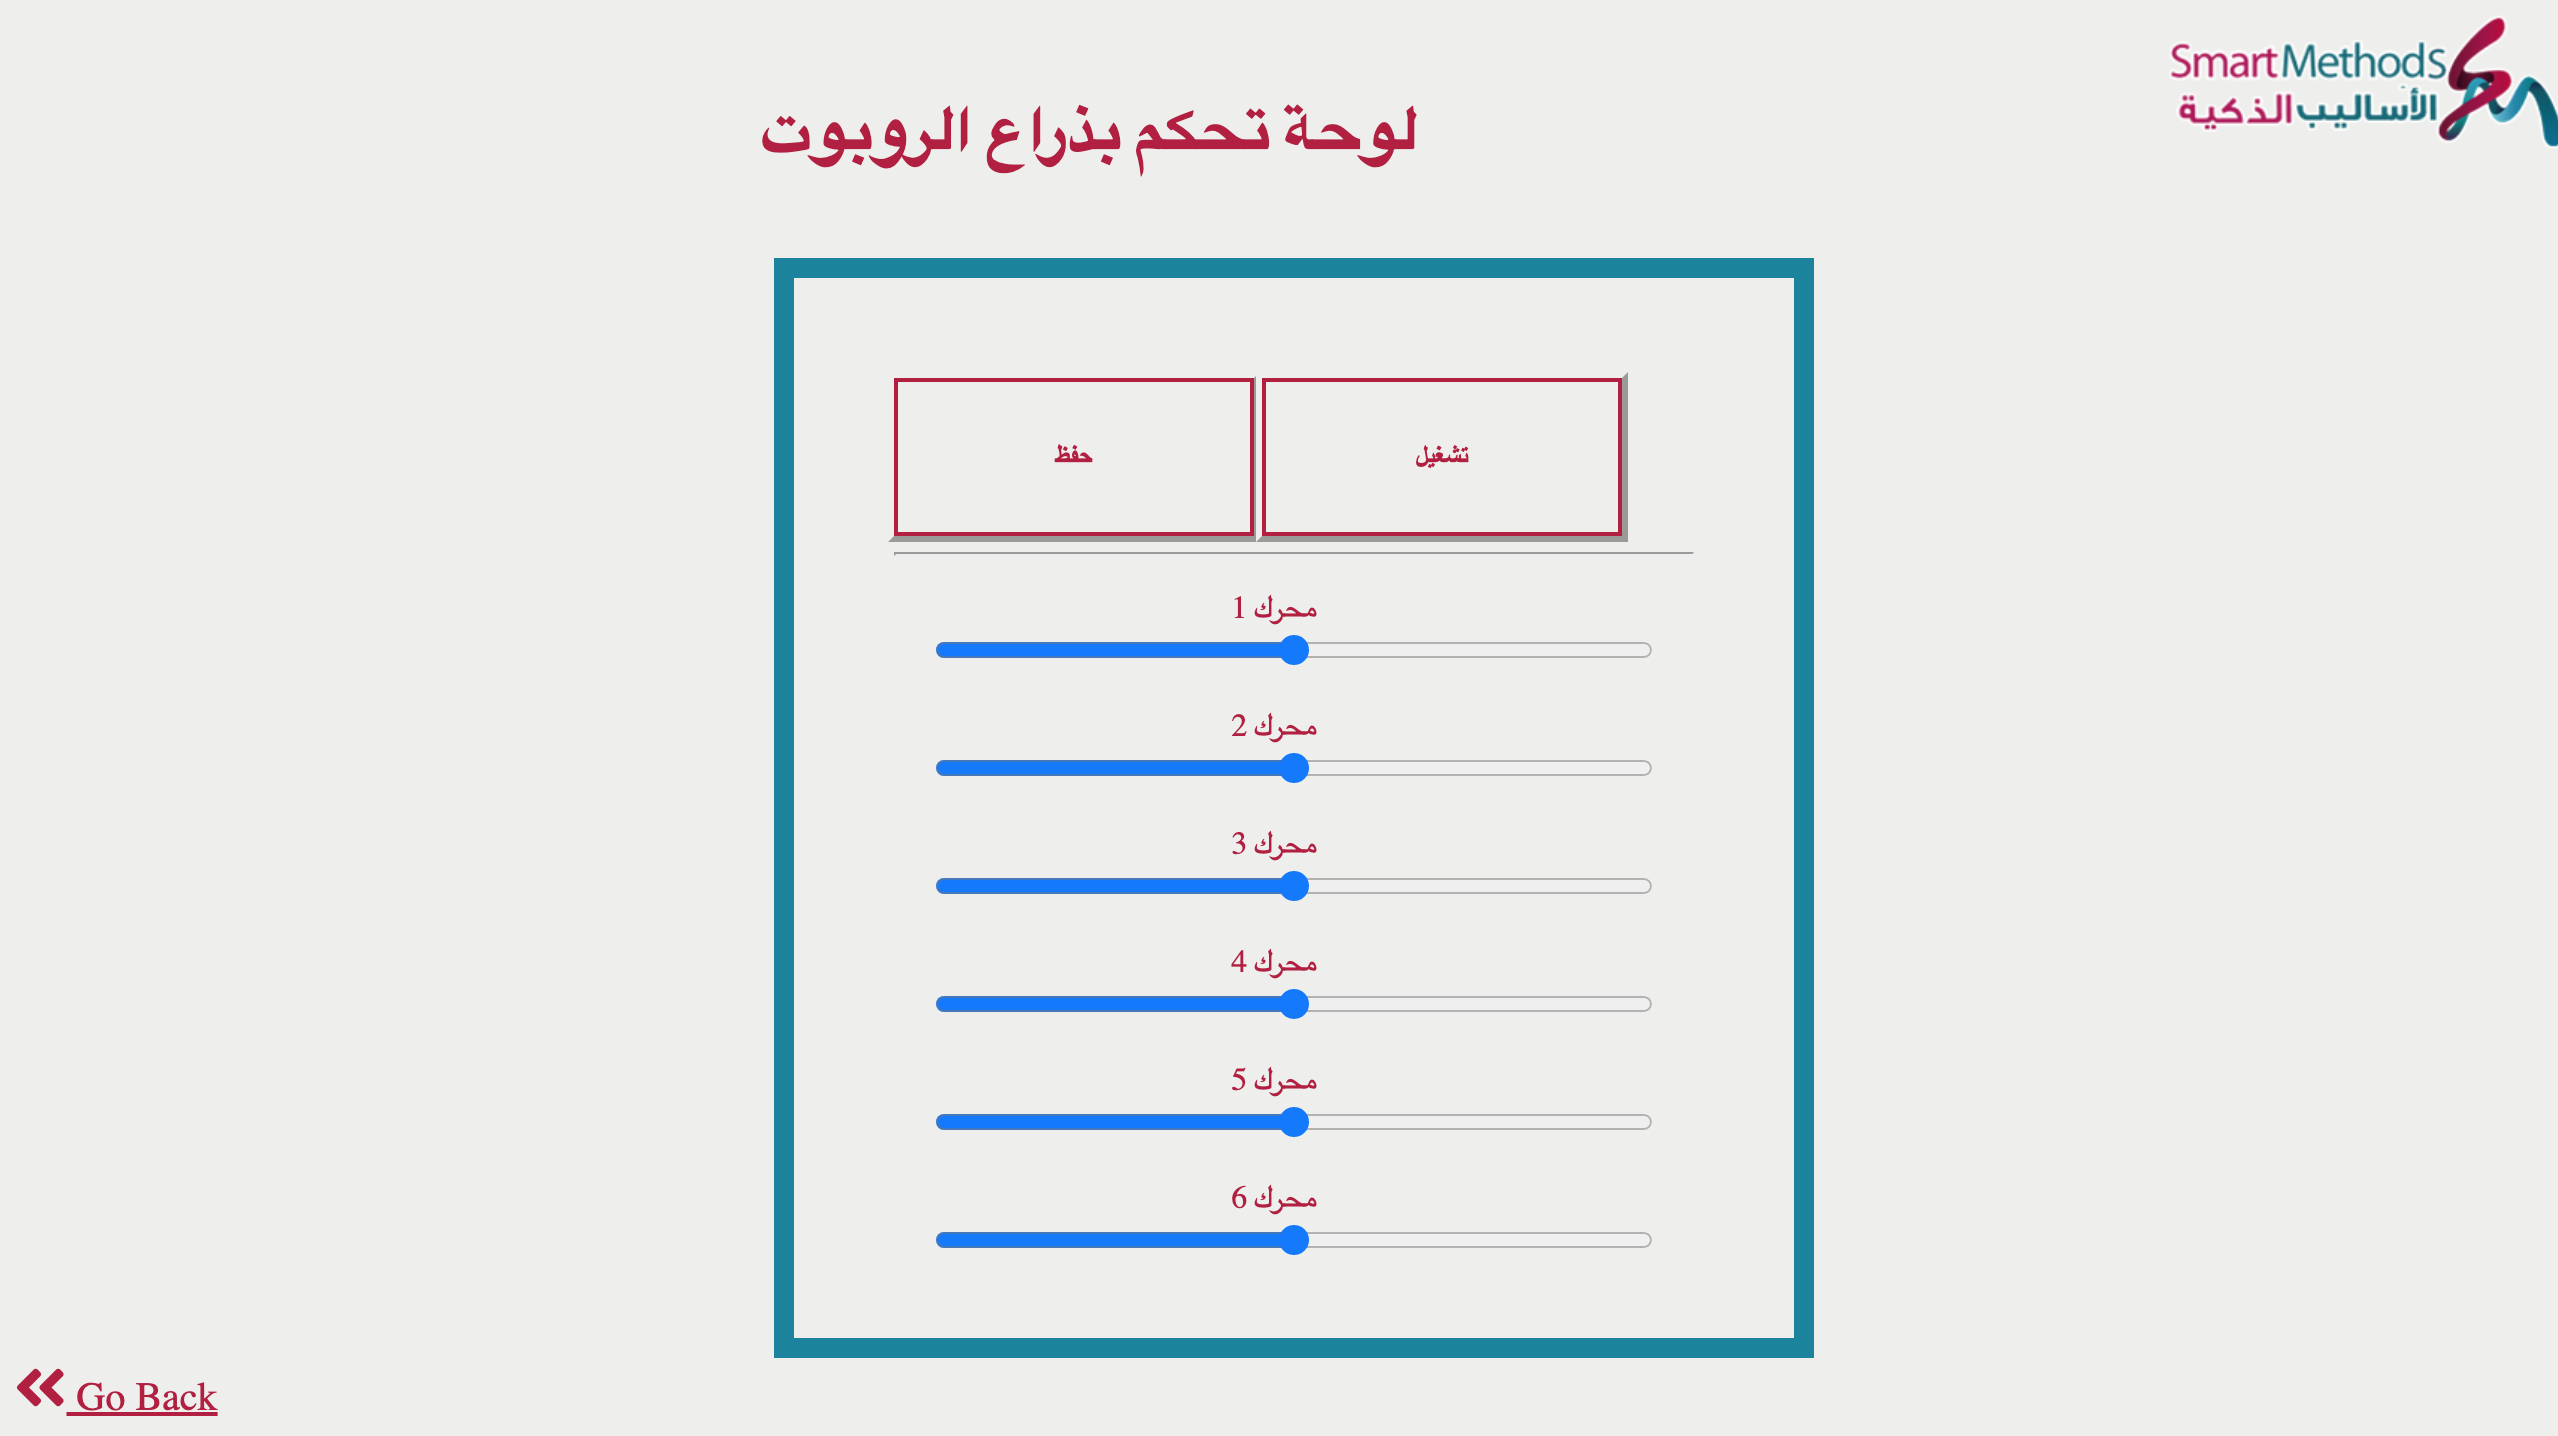 SmartMethods
الأساليب الذكية
لوحة تحكم بذراع الروبوت
تشغيل
حفظ
محرك 1
محرك 2
محرك 3
محرك 4
محرك 5
محرك 6
Go Back